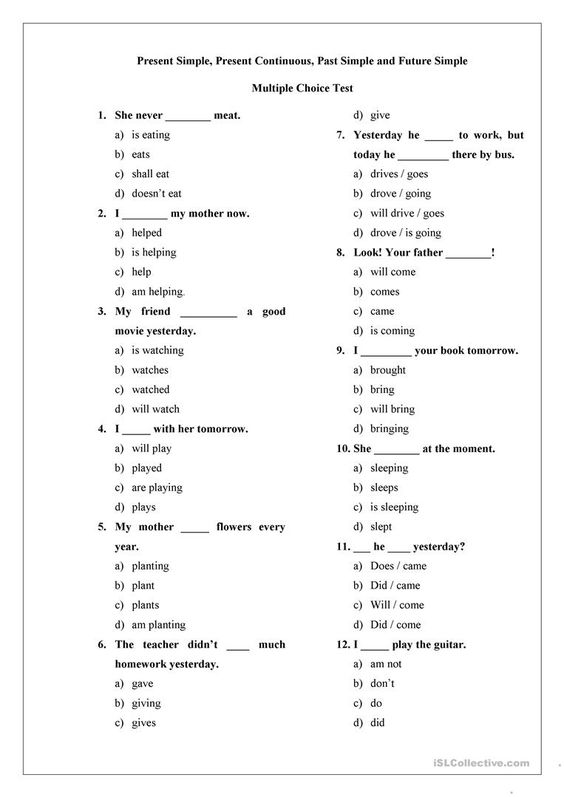 Present Simple, Present Continuous, Past Simple and Future Simple
Multiple Choice Test
1. She never ________ meat.
a) is eating
b) eats
c) shall eat
d) doesn't eat
2. I ________ my mother now.
a) helped
b) is helping
c) help
d) am helping.
3. My friend __________ a good
movie yesterday.
a) is watching
b) watches
c) watched
d) will watch
4. I _____ with her tomorrow.
a) will play
b) played
c) are playing
d) plays
5. My mother _____ flowers every
year.
a) planting
b) plant
c) plants
d) am planting
6. The teacher didn't ____ much
homework yesterday.
a) gave
b) giving
c) gives
d) give
7. Yesterday he _____ to work, but
today he _________ there by bus.
a) drives / goes
b) drove / going
c) will drive / goes
d) drove / is going
8. Look! Your father ________!
a) will come
b) comes
c) came
d) is coming
9. I _________ your book tomorrow.
a) brought
b) bring
c) will bring
d) bringing
10. She ________ at the moment.
a) sleeping
b) sleeps
c) is sleeping
d) slept
11. ___ he ____ yesterday?
a) Does / came
b) Did / came
c) Will / come
d) Did / come
12. I _____ play the guitar.
a) am not
b) don't
c) do
d) did
iSLCollective.com